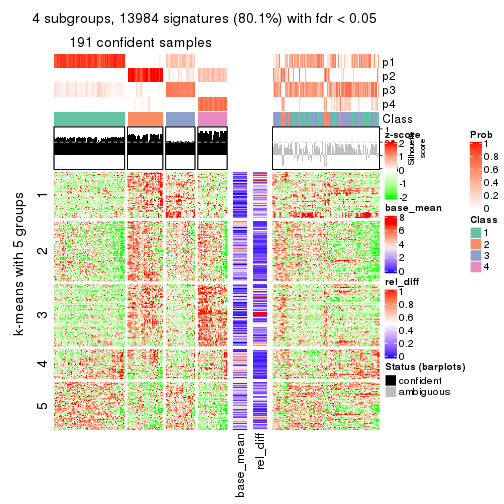 4 subgroups, 13984 signatures (80.1%) with fdr < 0.05
191 confident samples
p1
p2
p3
p4
Class
1
0
Silhouette
score
k-means with 5 groups
1
2
3
4
5
base_mean
rel_diff
z-score
2
1
0
-1
-2
base_mean
8
6
4
2
0
rel_diff
1
0.8
0.6
0.4
0.2
0
Status (barplots)
confident
ambiguous
Prob
1
0.8
0.6
0.4
0.2
0
Class
1
2
3
4